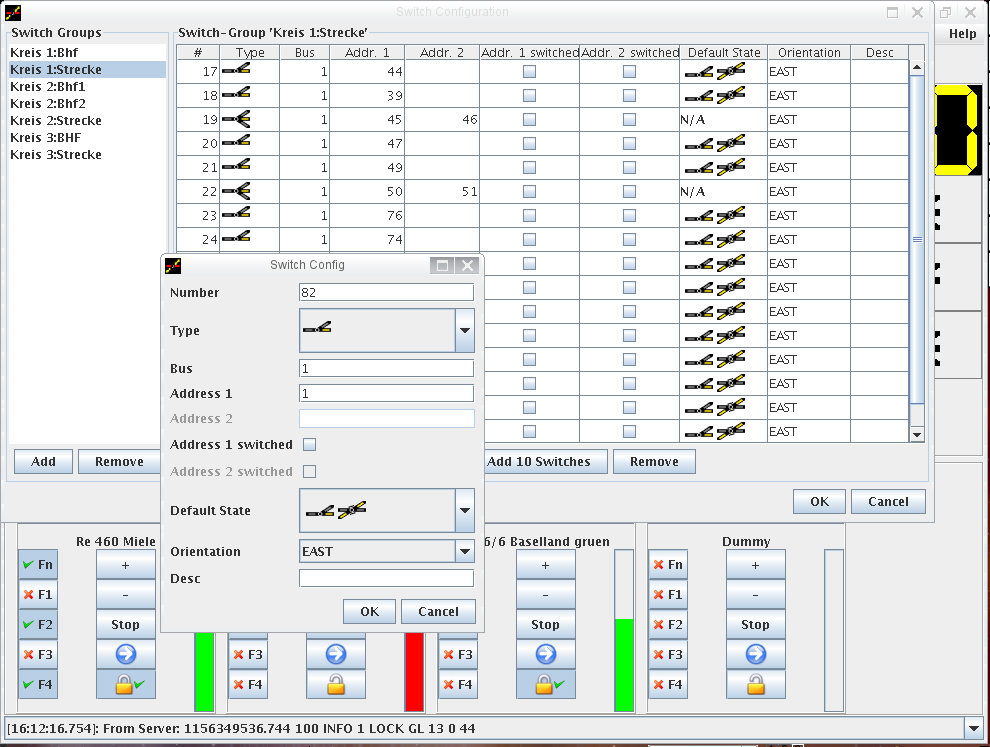 Switch Configuration
Help
Switch Groups
Kreis 1:Bhf
Kreis 1:Strecke
Kreis 2:Bhf1
Kreis 2:Bhf2
Kreis 2:Strecke
Kreis 3:BHF
Kreis 3:Strecke
Add
Remove
Switch-Group 'Kreis 1:Strecke'
# Type Bus Addr. 1 Addr. 2 Addr. 1 switched Addr. 2 switched Default State Orientation Desc
17 1 44 EAST
18 1 39 EAST
19 1 45 46 N/A EAST
20 1 47 EAST
21 1 49 EAST
22 1 50 51 N/A EAST
23 1 76 EAST
24 1 74 EAST
EAST
EAST
EAST
EAST
EAST
EAST
EAST
EAST
Add 10 Switches
Remove
OK
Cancel
Switch Config
Number 82
Type
Bus 1
Address 1 1
Address 2
Address 1 switched
Address 2 switched
Default State
Orientation EAST
Desc
OK
Cancel
Re 460 Miele
Fn +
F1 -
F2 Stop
F3
F4
F3
F4
6/6 Baselland gruen
+
-
Stop
F3
F4
Dummy
Fn +
F1 -
F2 Stop
F3
F4
[16:12:16.754]: From Server: 1156349536.744 100 INFO 1 LOCK GL 13 0 44